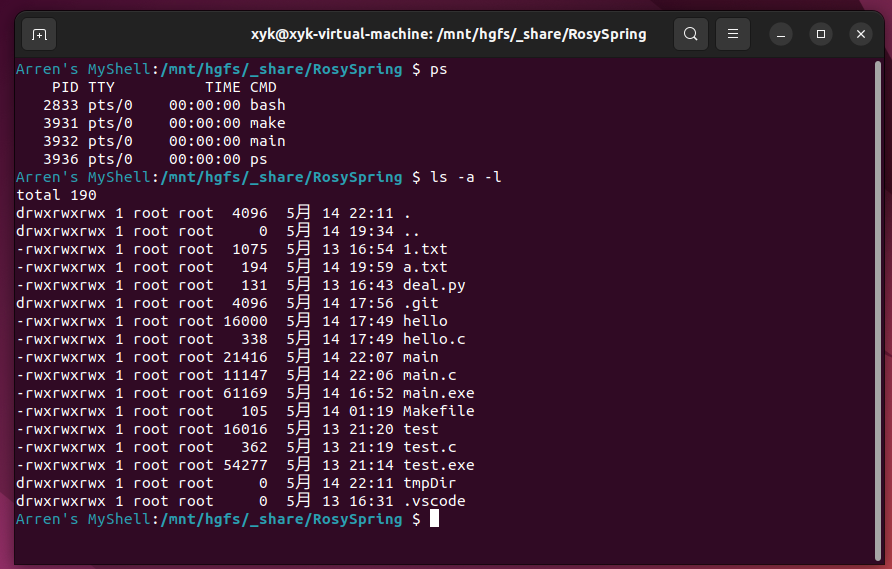 xyk@xyk-virtual-machine: /mnt/hgfs/_share/RosySpring
Arren's MyShell:/mnt/hgfs/_share/RosySpring $ ps
    PID TTY          TIME CMD
   2833 pts/0    00:00:00 bash
   3931 pts/0    00:00:00 make
   3932 pts/0    00:00:00 main
   3936 pts/0    00:00:00 ps
Arren's MyShell:/mnt/hgfs/_share/RosySpring $ ls -a -l
total 190
drwxrwxrwx 1 root root  4096  5月 14 22:11 .
drwxrwxrwx 1 root root     0  5月 14 19:34 ..
-rwxrwxrwx 1 root root  1075  5月 13 16:54 1.txt
-rwxrwxrwx 1 root root   194  5月 14 19:59 a.txt
-rwxrwxrwx 1 root root   131  5月 13 16:43 deal.py
drwxrwxrwx 1 root root  4096  5月 14 17:56 .git
-rwxrwxrwx 1 root root 16000  5月 14 17:49 hello
-rwxrwxrwx 1 root root   338  5月 14 17:49 hello.c
-rwxrwxrwx 1 root root 21416  5月 14 22:07 main
-rwxrwxrwx 1 root root 11147  5月 14 22:06 main.c
-rwxrwxrwx 1 root root 61169  5月 14 16:52 main.exe
-rwxrwxrwx 1 root root   105  5月 14 01:19 Makefile
-rwxrwxrwx 1 root root 16016  5月 13 21:20 test
-rwxrwxrwx 1 root root   362  5月 13 21:19 test.c
-rwxrwxrwx 1 root root 54277  5月 13 21:14 test.exe
drwxrwxrwx 1 root root     0  5月 14 22:11 tmpDir
drwxrwxrwx 1 root root     0  5月 13 16:31 .vscode
Arren's MyShell:/mnt/hgfs/_share/RosySpring $